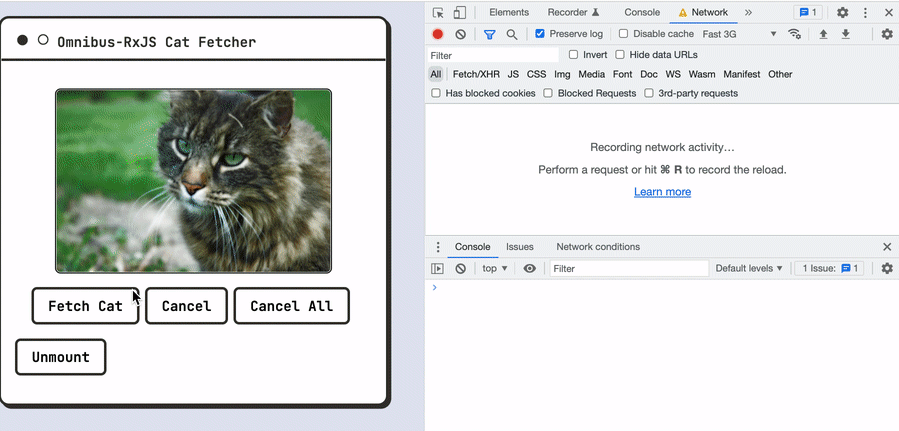 Omnibus-RxJS Cat Fetcher
Fetch Cat
Cancel
Cancel All
Unmount
Elements
Recorder
Console
Network
1
Preserve log
Disable cache
Fast 3G
Filter
Invert
Hide data URLs
All
Fetch/XHR
JS
CSS
Img
Media
Font
Doc
WS
Wasm
Manifest
Other
Has blocked cookies
Blocked Requests
3rd-party requests
Recording network activity…
Perform a request or hit ⌘ R to record the reload.
Learn more
Console
Issues
Network conditions
top
Filter
Default levels
1 Issue:
1